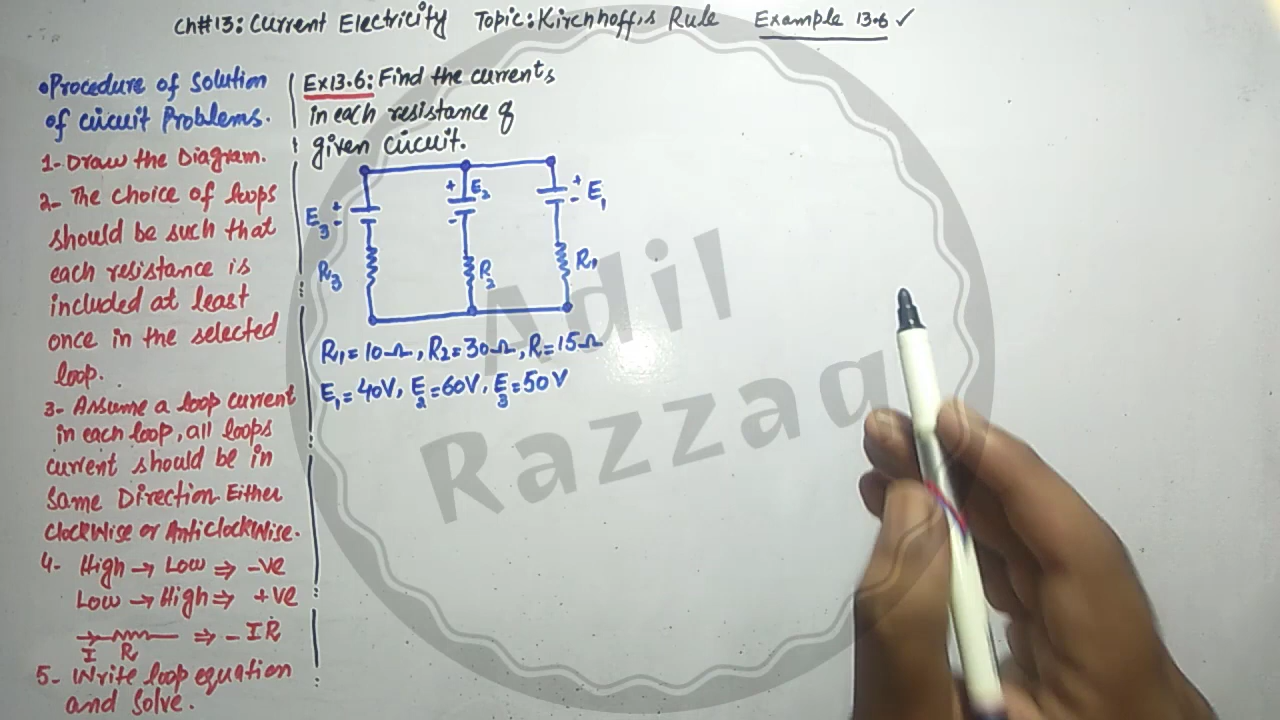 Ch#13: Current Electricity Topic: Kirchhoff,s Rule Example 13.6 ✓
•Procedure of Solution
of circuit Problems.
1- Draw the Diagram.
2- The choice of loops
should be such that
each resistance is
included at least
once in the selected
loop.
3- Assume a loop current
in each loop, all loops
current should be in
Same Direction Either
Clockwise or AntiClockwise.
4- High → Low ⇒ -ve
Low → High ⇒ +ve
I R ⇒ - I R
5- Write loop equation
and Solve.
Ex13.6: Find the currents
in each resistance of
given circuit.
E3 + -
R3
+ E2 -
R2
+ - E1
R1
R1 = 10Ω, R2 = 30Ω, R = 15Ω
E1 = 40V, E2 = 60V, E3 = 50V
Adil
Razzaq